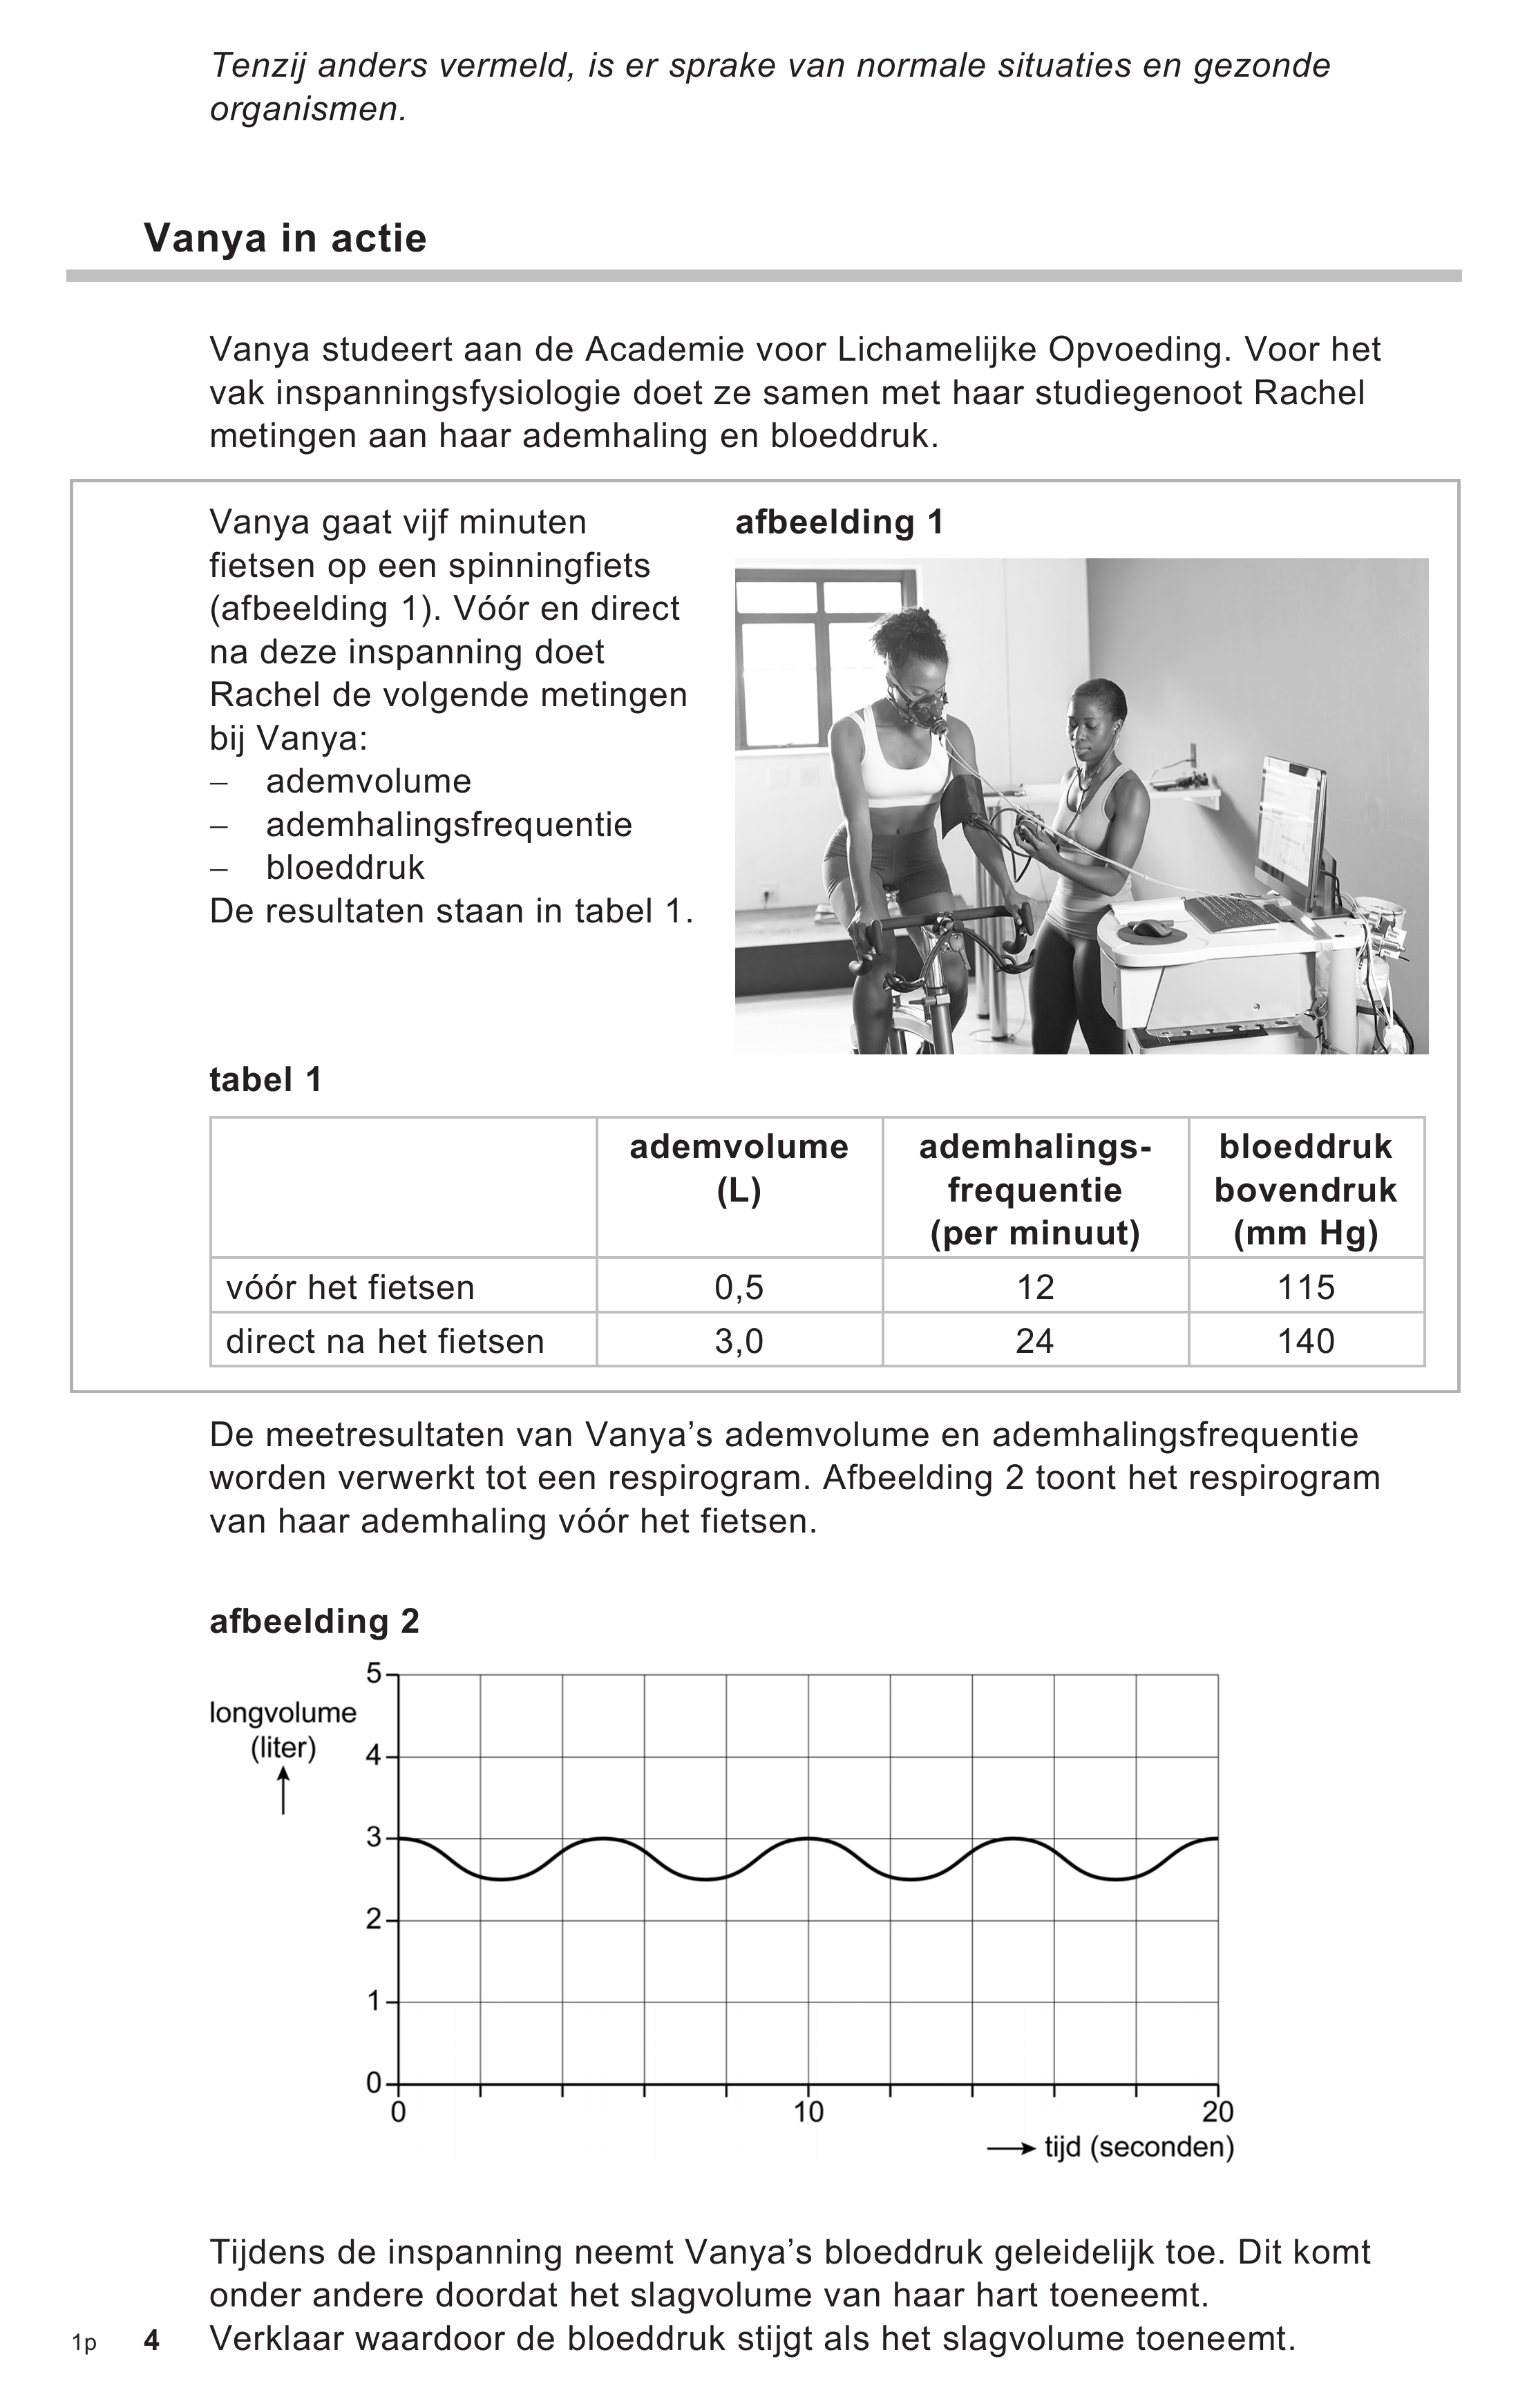 Tenzij anders vermeld, is er sprake van normale situaties en gezonde
organismen.
Vanya in actie
Vanya studeert aan de Academie voor Lichamelijke Opvoeding. Voor het
vak inspanningsfysiologie doet ze samen met haar studiegenoot Rachel
metingen aan haar ademhaling en bloeddruk.
Vanya gaat vijf minuten
fietsen op een spinningfiets
(afbeelding 1). Vóór en direct
na deze inspanning doet
Rachel de volgende metingen
bij Vanya:
– ademvolume
– ademhalingsfrequentie
– bloeddruk
De resultaten staan in tabel 1.
afbeelding 1
tabel 1
ademvolume
(L)
ademhalings-
frequentie
(per minuut)
bloeddruk
bovendruk
(mm Hg)
vóór het fietsen 0,5 12 115
direct na het fietsen 3,0 24 140
De meetresultaten van Vanya’s ademvolume en ademhalingsfrequentie
worden verwerkt tot een respirogram. Afbeelding 2 toont het respirogram
van haar ademhaling vóór het fietsen.
afbeelding 2
longvolume
(liter)
5
4
3
2
1
0
0 10 20
tijd (seconden)
Tijdens de inspanning neemt Vanya’s bloeddruk geleidelijk toe. Dit komt
onder andere doordat het slagvolume van haar hart toeneemt.
1p 4 Verklaar waardoor de bloeddruk stijgt als het slagvolume toeneemt.